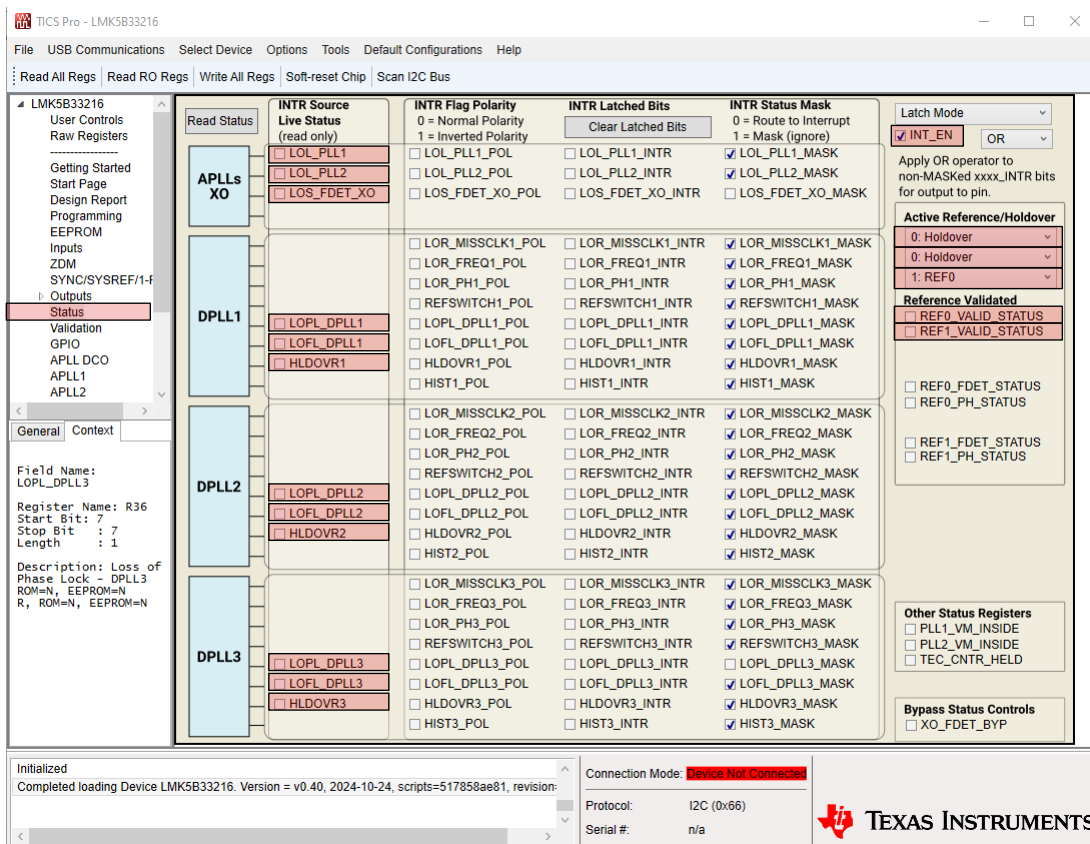 TICS Pro - LMK5B33216
File USB Communications Select Device Options Tools Default Configurations Help
Read All Regs Read RO Regs Write All Regs Soft-reset Chip Scan I2C Bus
LMK5B33216
User Controls
Raw Registers
-----------------
Getting Started
Start Page
Design Report
Programming
EEPROM
Inputs
ZDM
SYNC/SYSREF/1-
Outputs
Status
Validation
GPIO
APLL DCO
APLL1
APLL2
General Context
Field Name:
LOPL_DPLL3
Register Name: R36
Start Bit: 7
Stop Bit : 7
Length : 1
Description: Loss of
Phase Lock - DPLL3
ROM=N, EEPROM=N
R, ROM=N, EEPROM=N
Read Status
INTR Source
Live Status
(read only)
INTR Flag Polarity
0 = Normal Polarity
1 = Inverted Polarity
INTR Latched Bits
Clear Latched Bits
INTR Status Mask
0 = Route to Interrupt
1 = Mask (ignore)
APLLs
XO
LOL_PLL1 LOL_PLL1_POL LOL_PLL1_INTR LOL_PLL1_MASK
LOL_PLL2 LOL_PLL2_POL LOL_PLL2_INTR LOL_PLL2_MASK
LOS_FDET_XO LOS_FDET_XO_POL LOS_FDET_XO_INTR LOS_FDET_XO_MASK
DPLL1
LOR_MISSCLK1_POL LOR_MISSCLK1_INTR LOR_MISSCLK1_MASK
LOR_FREQ1_POL LOR_FREQ1_INTR LOR_FREQ1_MASK
LOR_PH1_POL LOR_PH1_INTR LOR_PH1_MASK
REFSWITCH1_POL REFSWITCH1_INTR REFSWITCH1_MASK
LOPL_DPLL1 LOPL_DPLL1_POL LOPL_DPLL1_INTR LOPL_DPLL1_MASK
LOFL_DPLL1 LOFL_DPLL1_POL LOFL_DPLL1_INTR LOFL_DPLL1_MASK
HLDOVR1 HLDOVR1_POL HLDOVR1_INTR HLDOVR1_MASK
HIST1_POL HIST1_INTR HIST1_MASK
DPLL2
LOR_MISSCLK2_POL LOR_MISSCLK2_INTR LOR_MISSCLK2_MASK
LOR_FREQ2_POL LOR_FREQ2_INTR LOR_FREQ2_MASK
LOR_PH2_POL LOR_PH2_INTR LOR_PH2_MASK
REFSWITCH2_POL REFSWITCH2_INTR REFSWITCH2_MASK
LOPL_DPLL2 LOPL_DPLL2_POL LOPL_DPLL2_INTR LOPL_DPLL2_MASK
LOFL_DPLL2 LOFL_DPLL2_POL LOFL_DPLL2_INTR LOFL_DPLL2_MASK
HLDOVR2 HLDOVR2_POL HLDOVR2_INTR HLDOVR2_MASK
HIST2_POL HIST2_INTR HIST2_MASK
DPLL3
LOR_MISSCLK3_POL LOR_MISSCLK3_INTR LOR_MISSCLK3_MASK
LOR_FREQ3_POL LOR_FREQ3_INTR LOR_FREQ3_MASK
LOR_PH3_POL LOR_PH3_INTR LOR_PH3_MASK
REFSWITCH3_POL REFSWITCH3_INTR REFSWITCH3_MASK
LOPL_DPLL3 LOPL_DPLL3_POL LOPL_DPLL3_INTR LOPL_DPLL3_MASK
LOFL_DPLL3 LOFL_DPLL3_POL LOFL_DPLL3_INTR LOFL_DPLL3_MASK
HLDOVR3 HLDOVR3_POL HLDOVR3_INTR HLDOVR3_MASK
HIST3_POL HIST3_INTR HIST3_MASK
Latch Mode
INT_EN OR
Apply OR operator to
non-MASKed xxxx_INTR bits
for output to pin.
Active Reference/Holdover
0: Holdover
0: Holdover
1: REF0
Reference Validated
REF0_VALID_STATUS
REF1_VALID_STATUS
REF0_FDET_STATUS
REF0_PH_STATUS
REF1_FDET_STATUS
REF1_PH_STATUS
Other Status Registers
PLL1_VM_INSIDE
PLL2_VM_INSIDE
TEC_CNTR_HELD
Bypass Status Controls
XO_FDET_BYP
Initialized
Completed loading Device LMK5B33216. Version = v0.40, 2024-10-24, scripts=517858ae81, revision=
Connection Mode: Device Not Connected
Protocol: I2C (0x66)
Serial #: n/a
TEXAS INSTRUMENTS